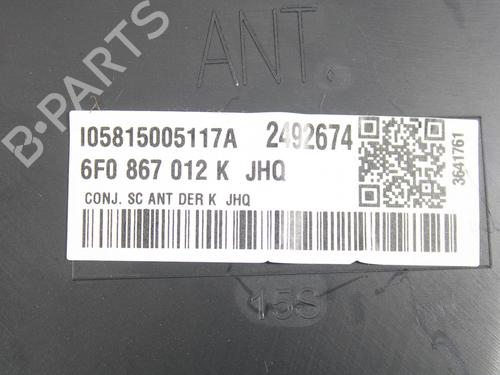 ANT.
B-PARTS
I05815005117A 2492674
6F0 867 012 K JHQ
CONJ. SC ANT DER K JHQ
3641761
15S